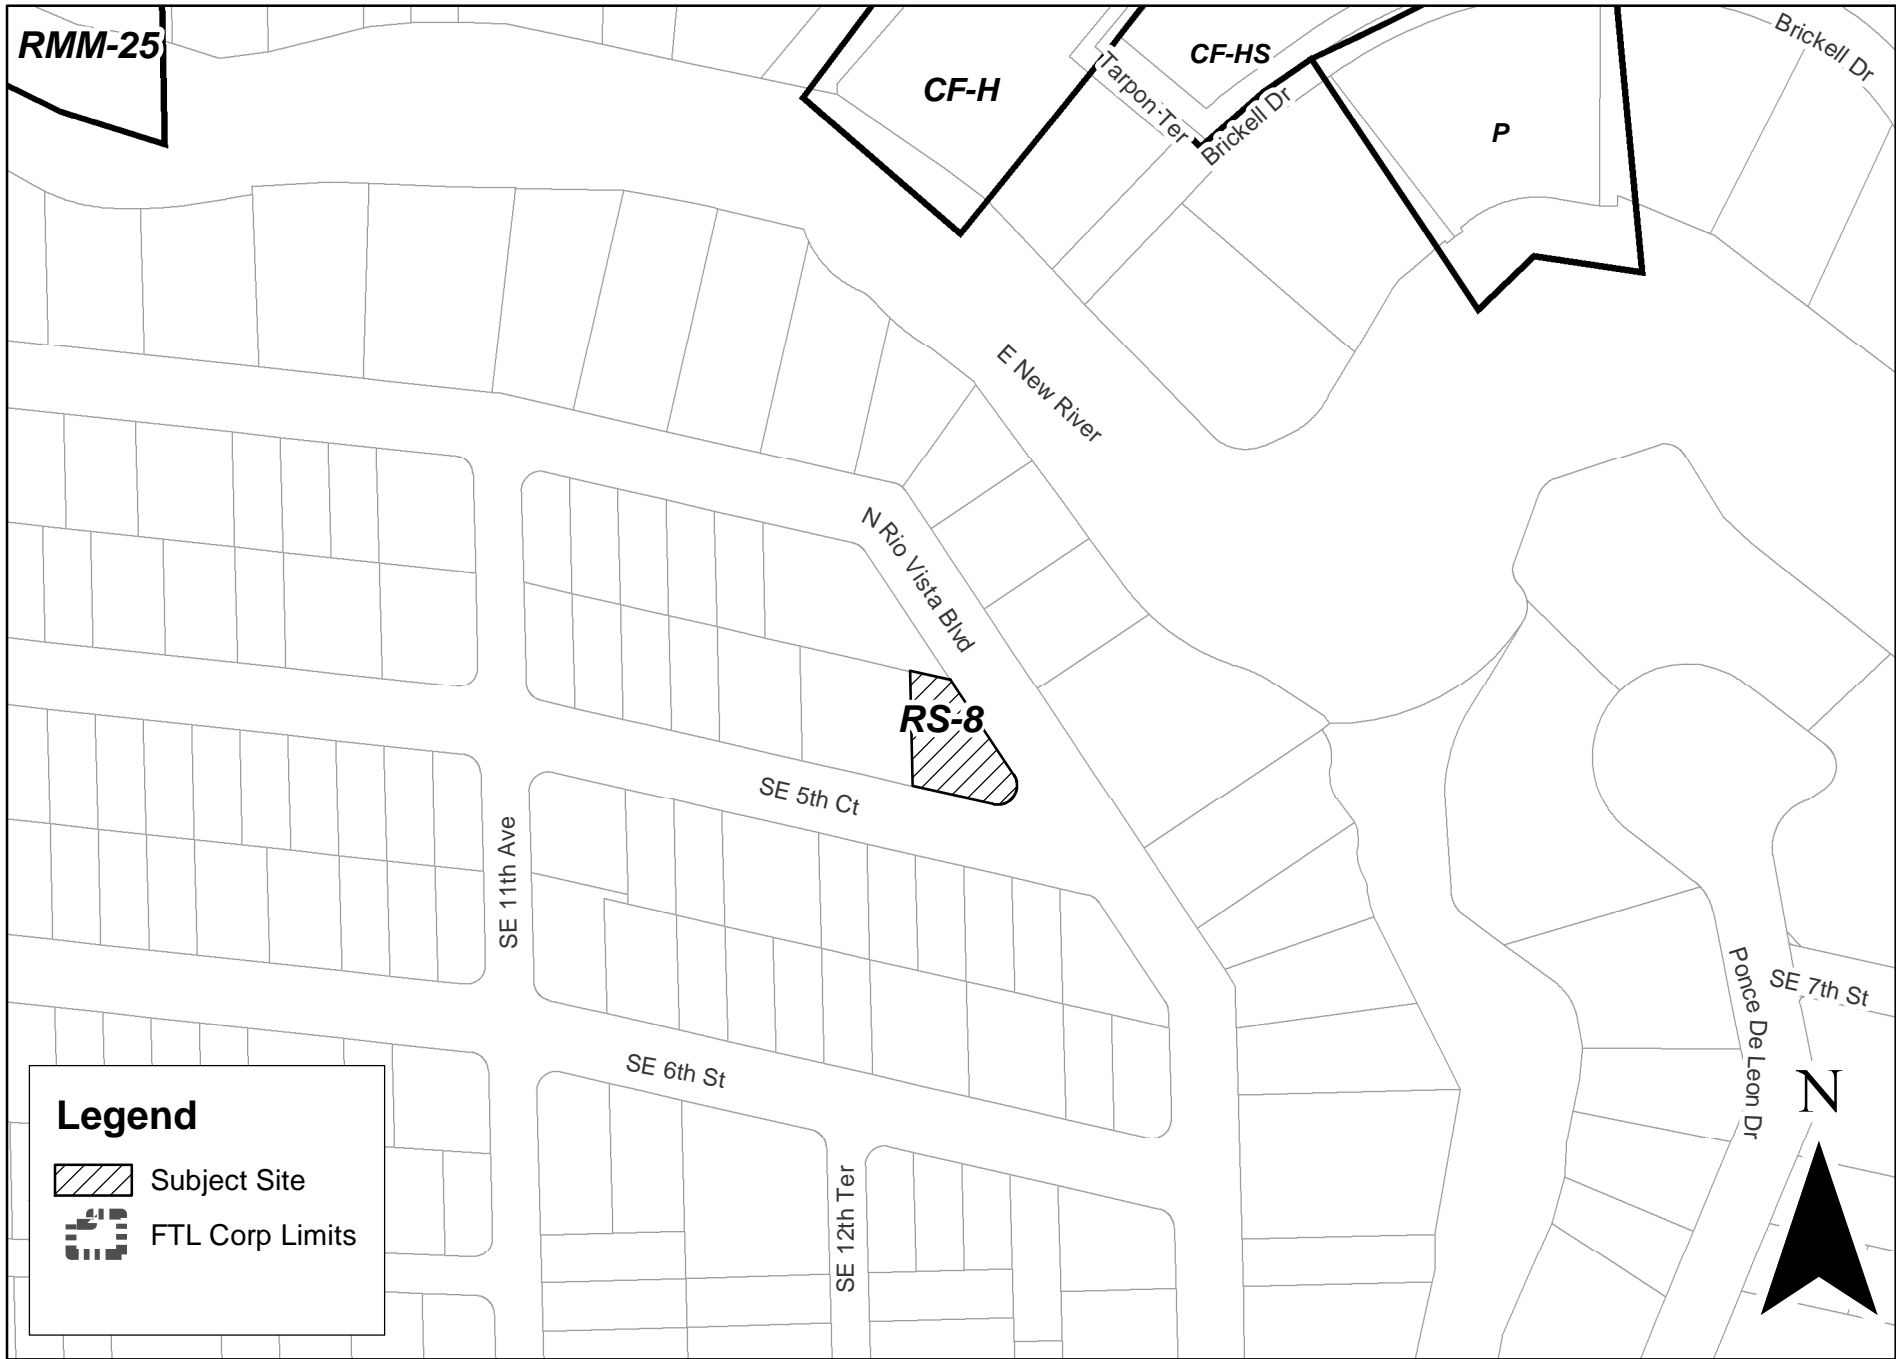 RMM-25
CF-H
CF-HS
P
Brickell Dr
Tarpon Ter
Brickell Dr
E New River
N Rio Vista Blvd
RS-8
SE 5th Ct
SE 11th Ave
SE 6th St
SE 12th Ter
Ponce De Leon Dr
SE 7th St
N
Legend
Subject Site
FTL Corp Limits